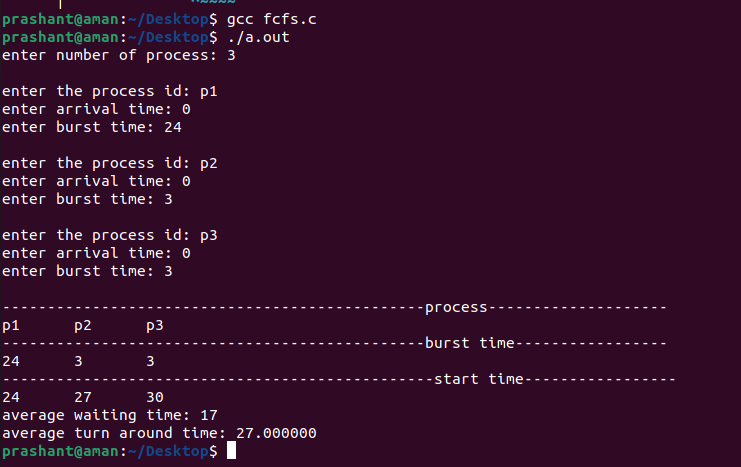 prashant@aman:~/Desktop$ gcc fcfs.c
prashant@aman:~/Desktop$ ./a.out
enter number of process: 3
enter the process id: p1
enter arrival time: 0
enter burst time: 24
enter the process id: p2
enter arrival time: 0
enter burst time: 3
enter the process id: p3
enter arrival time: 0
enter burst time: 3
-----------------------------------------------process--------------------
p1 p2 p3
-----------------------------------------------burst time-----------------
24 3 3
------------------------------------------------start time-----------------
24 27 30
average waiting time: 17
average turn around time: 27.000000
prashant@aman:~/Desktop$